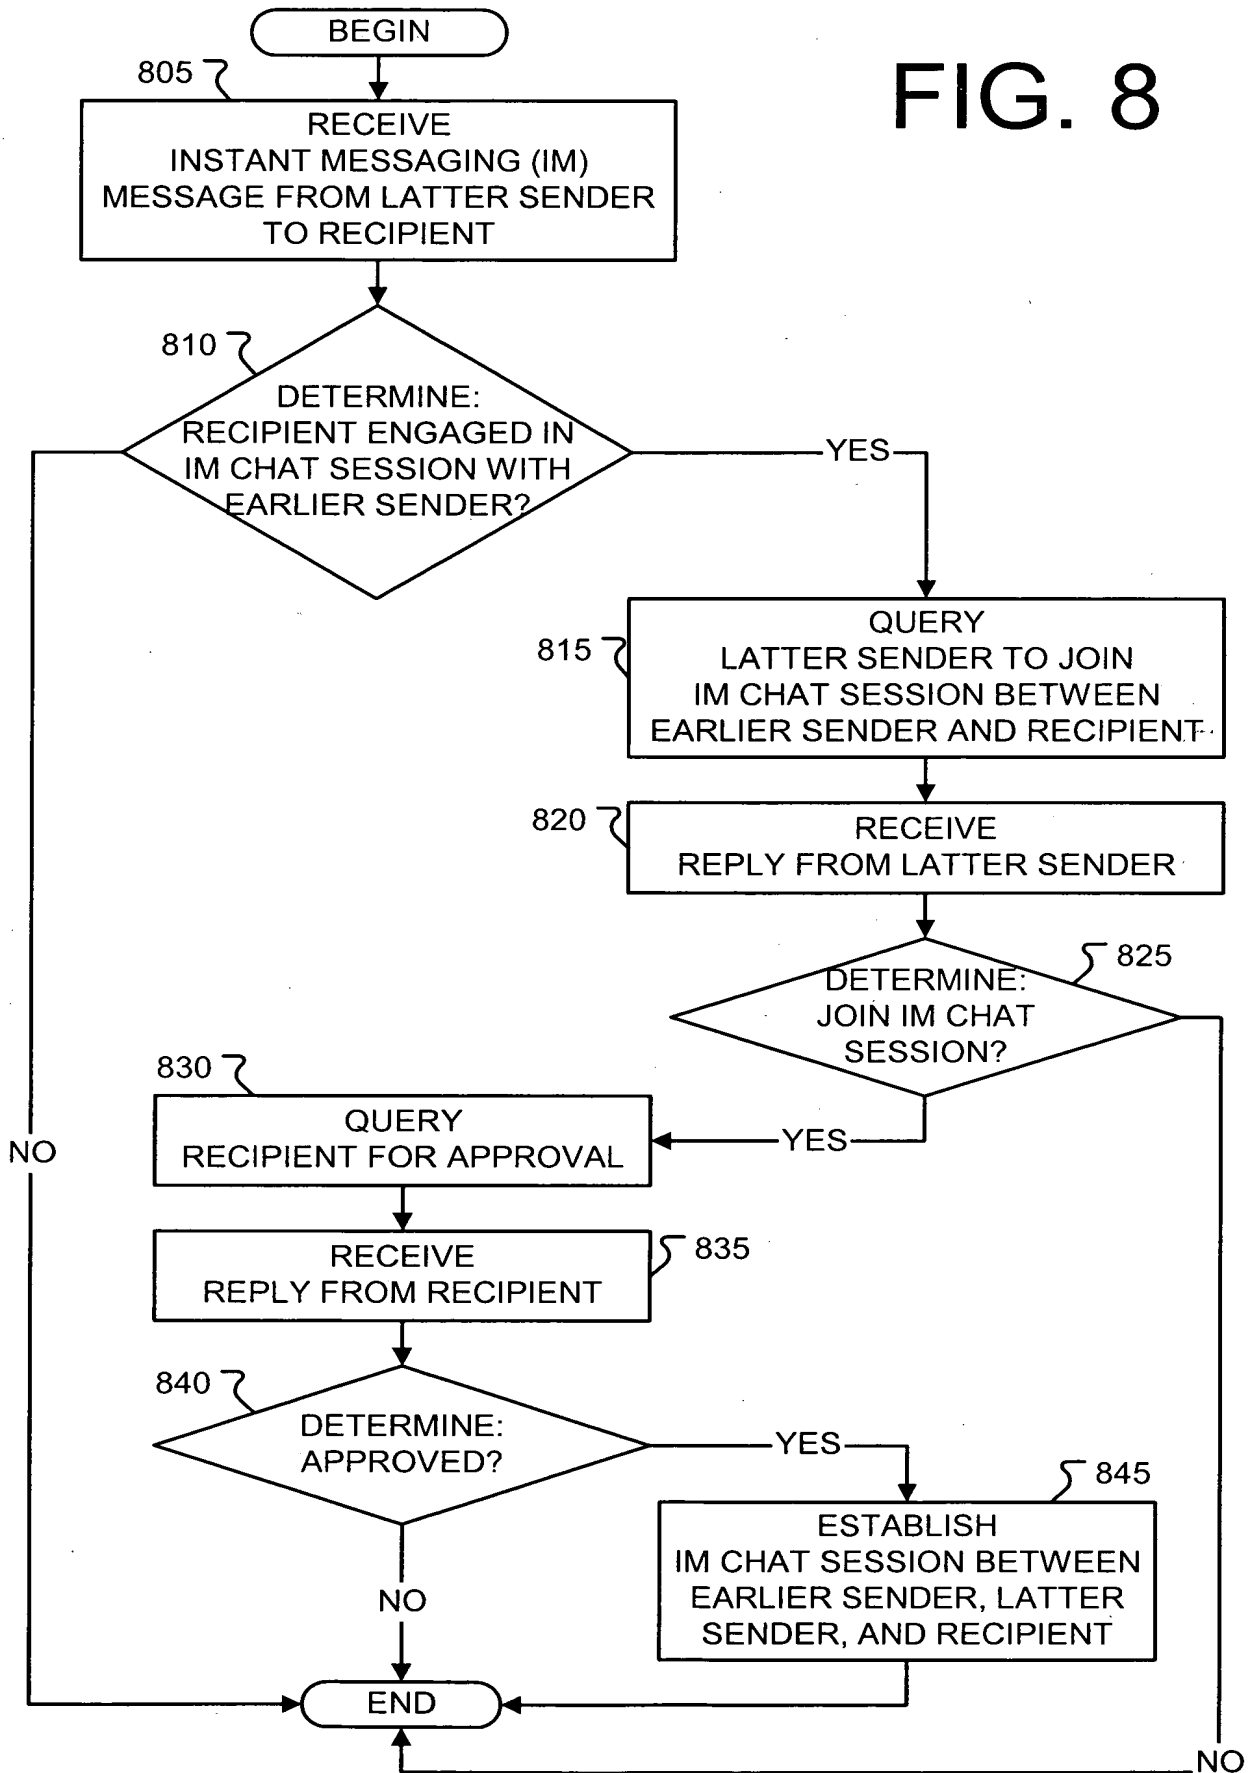 BEGIN
FIG. 8
805
RECEIVE
INSTANT MESSAGING (IM)
MESSAGE FROM LATTER SENDER
TO RECIPIENT
810
DETERMINE:
RECIPIENT ENGAGED IN
IM CHAT SESSION WITH
EARLIER SENDER?
YES
815
QUERY
LATTER SENDER TO JOIN
IM CHAT SESSION BETWEEN
EARLIER SENDER AND RECIPIENT
820
RECEIVE
REPLY FROM LATTER SENDER
825
DETERMINE:
JOIN IM CHAT
SESSION?
YES
NO
830
QUERY
RECIPIENT FOR APPROVAL
835
RECEIVE
REPLY FROM RECIPIENT
840
DETERMINE:
APPROVED?
YES
845
ESTABLISH
IM CHAT SESSION BETWEEN
EARLIER SENDER, LATTER
SENDER, AND RECIPIENT
NO
END
NO